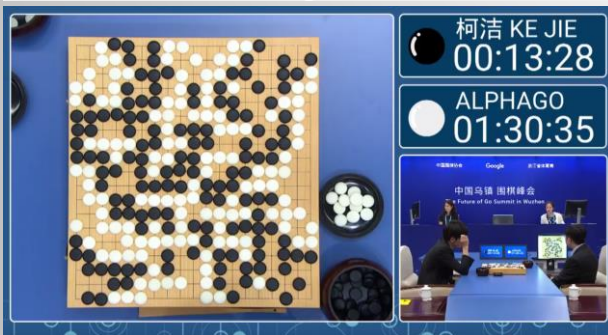 柯洁 KE JIE
00:13:28
ALPHAGO
01:30:35
Google
中国乌镇 围棋峰会
Future of Go Summit in Wuzhen